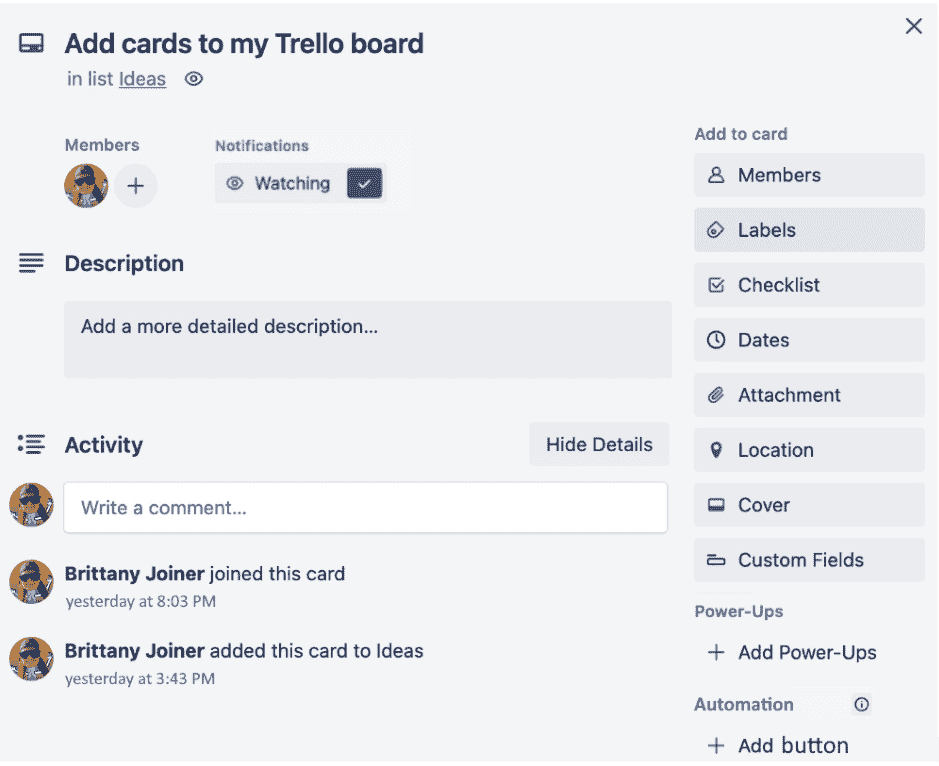 Add cards to my Trello board
in list Ideas
Members
Notifications
Watching
Description
Add a more detailed description...
Activity
Hide Details
Write a comment...
Brittany Joiner joined this card
yesterday at 8:03 PM
Brittany Joiner added this card to Ideas
yesterday at 3:43 PM
Add to card
Members
Labels
Checklist
Dates
Attachment
Location
Cover
Custom Fields
Power-Ups
+ Add Power-Ups
Automation
+ Add button